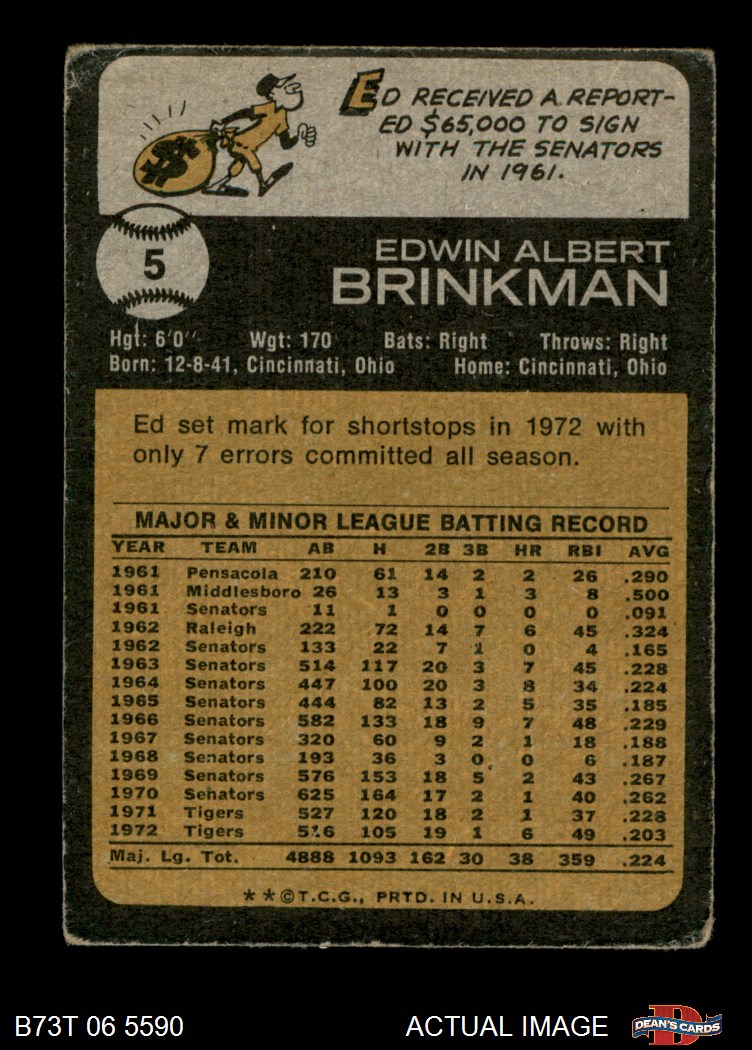 ED RECEIVED A REPORT-
ED $65,000 TO SIGN
WITH THE SENATORS
IN 1961.
5
EDWIN ALBERT
BRINKMAN
Hgt: 6'0" Wgt: 170 Bats: Right Throws: Right
Born: 12-8-41, Cincinnati, Ohio Home: Cincinnati, Ohio
Ed set mark for shortstops in 1972 with
only 7 errors committed all season.
MAJOR & MINOR LEAGUE BATTING RECORD
YEAR TEAM AB H 2B 3B HR RBI AVG
1961 Pensacola 210 61 14 2 2 26 .290
1961 Middlesboro 26 13 3 1 3 8 .500
1961 Senators 11 1 0 0 0 0 .091
1962 Raleigh 222 72 14 7 6 45 .324
1962 Senators 133 22 7 1 0 4 .165
1963 Senators 514 117 20 3 7 45 .228
1964 Senators 447 100 20 3 8 34 .224
1965 Senators 444 82 13 2 5 35 .185
1966 Senators 582 133 18 9 7 48 .229
1967 Senators 320 60 9 2 1 18 .188
1968 Senators 193 36 3 0 0 6 .187
1969 Senators 576 153 18 5 2 43 .267
1970 Senators 625 164 17 2 1 40 .262
1971 Tigers 527 120 18 2 1 37 .228
1972 Tigers 516 105 19 1 6 49 .203
Maj. Lg. Tot. 4888 1093 162 30 38 359 .224
**©T.C.G., PRTD. IN U.S.A.
B73T 06 5590 ACTUAL IMAGE DEAN'S CARDS